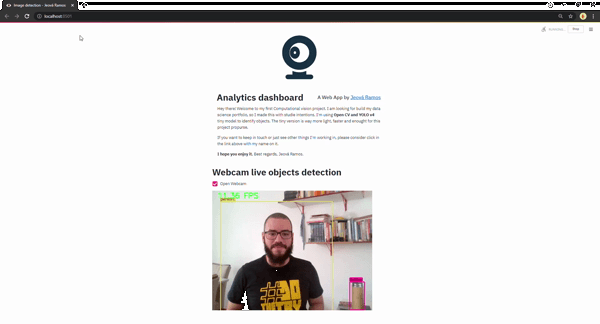 Image detection - Jeová Ramos
localhost:8501
Stop
Analytics dashboard
A Web App by Jeová Ramos
Hey there! Welcome to my first Computational vision project. I am looking for build my data
science portfolio, so I made this with studie intentions. I'm using Open CV and YOLO v4
tiny model to identify objects. The tiny version is way more light, faster and enought for this
project propurse.
If you want to keep in touch or just see other things I'm working in, please consider click in
the link above with my name on it.
I hope you enjoy it. Best regards, Jeová Ramos.
Webcam live objects detection
Open Webcam
FPS